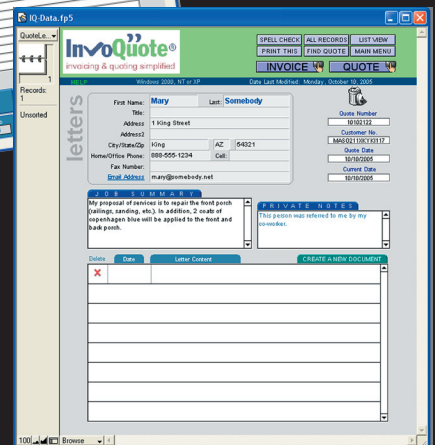 IQ-Data.fp5
QuoteLe...
InvoQuote®
invoicing & quoting simplified
SPELL CHECK ALL RECORDS LIST VIEW
PRINT THIS FIND QUOTE MAIN MENU
INVOICE QUOTE
1
Records:
1
Unsorted
HELP Windows 2000, NT or XP Date Last Modified: Monday, October 10, 2005
letters
First Name: Mary Last: Somebody
Title:
Address 1 King Street
Address2
City/State/Zip King AZ 54321
Home/Office Phone: 888-555-1234 Cell:
Fax Number:
Email Address mary@somebody.net
Quote Number
10102122
Customer No.
Quote Date
10/10/2005
Current Date
10/10/2005
JOB SUMMARY
My proposal of services is to repair the front porch
(railings, sanding, etc.). In addition, 2 coats of
copenhagen blue will be applied to the front and
back porch.
PRIVATE NOTES
This person was referred to me by my
co-worker.
Delete Date Letter Content CREATE A NEW DOCUMENT
100 Browse